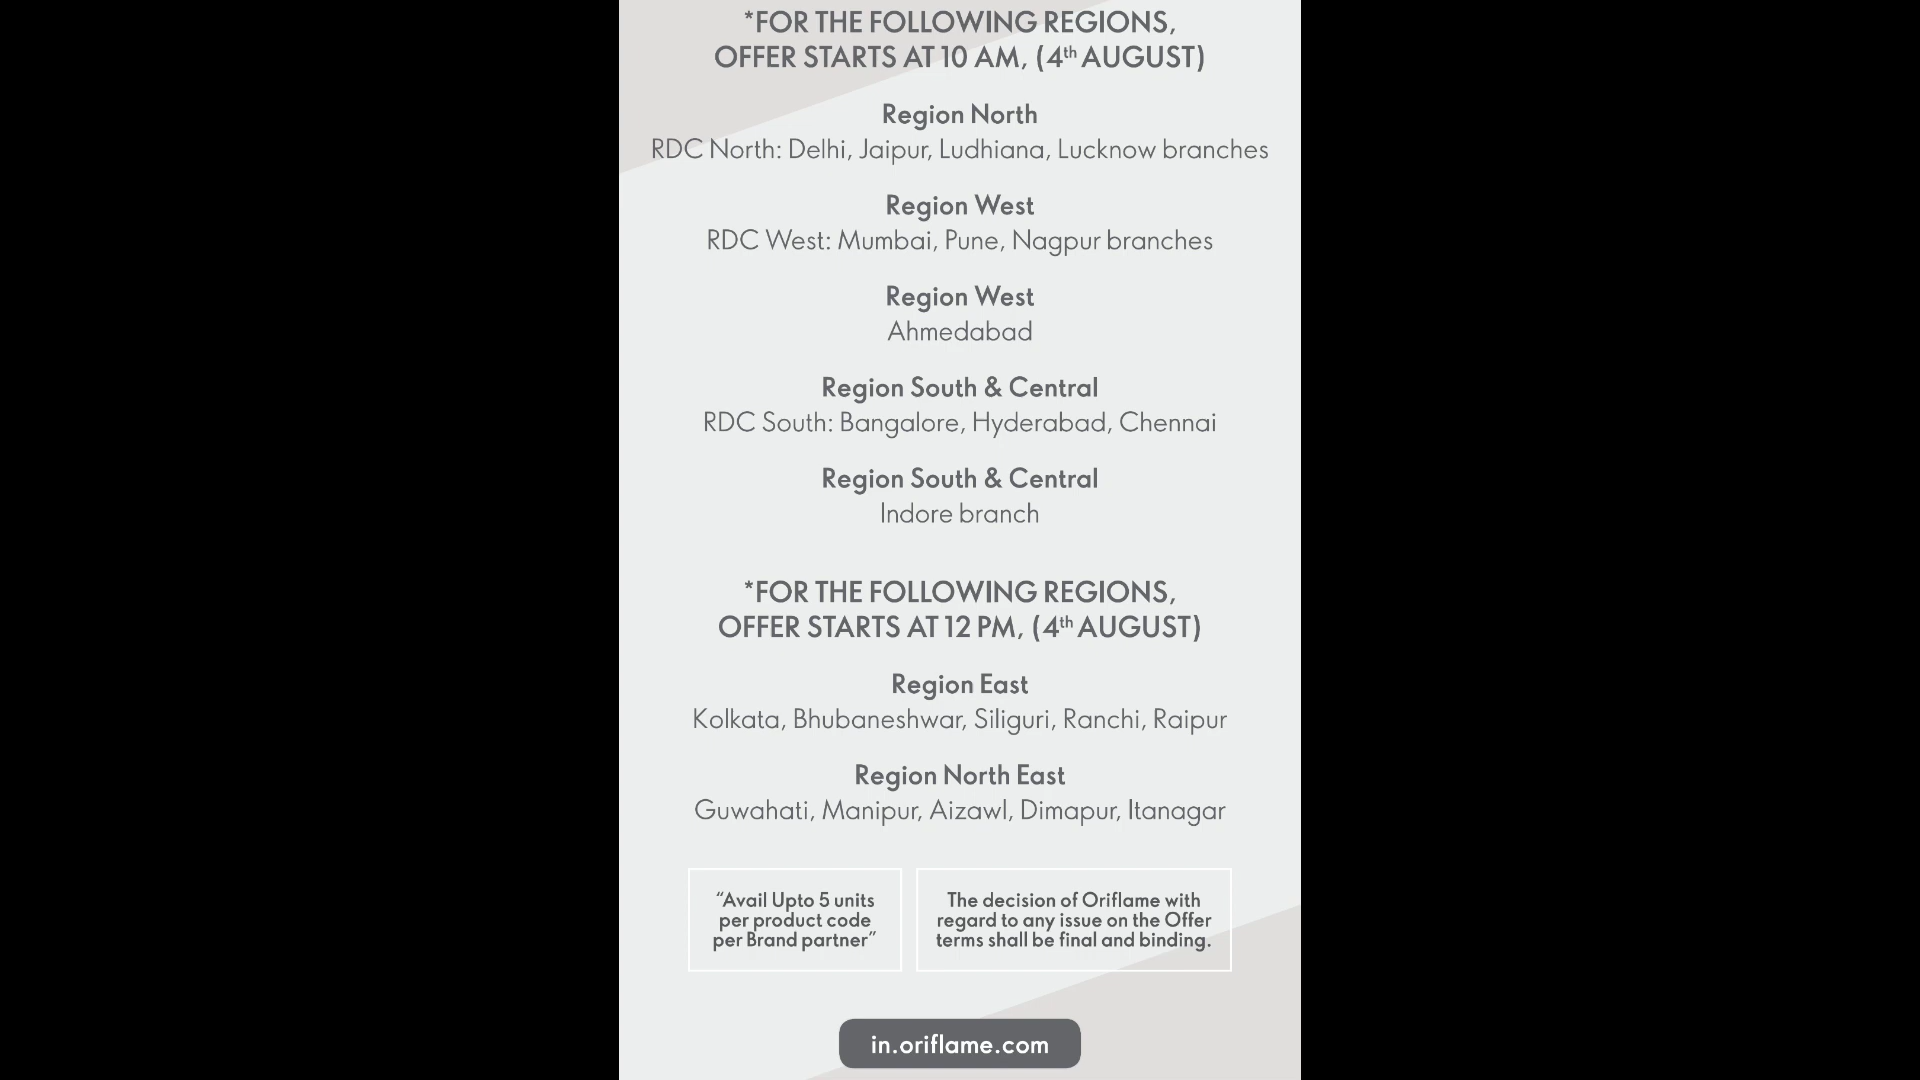 *FOR THE FOLLOWING REGIONS,
OFFER STARTS AT 10 AM, (4th AUGUST)
Region North
RDC North: Delhi, Jaipur, Ludhiana, Lucknow branches
Region West
RDC West: Mumbai, Pune, Nagpur branches
Region West
Ahmedabad
Region South & Central
RDC South: Bangalore, Hyderabad, Chennai
Region South & Central
Indore branch
*FOR THE FOLLOWING REGIONS,
OFFER STARTS AT 12 PM, (4th AUGUST)
Region East
Kolkata, Bhubaneshwar, Siliguri, Ranchi, Raipur
Region North East
Guwahati, Manipur, Aizawl, Dimapur, Itanagar
“Avail Upto 5 units
per product code
per Brand partner”
The decision of Oriflame with
regard to any issue on the Offer
terms shall be final and binding.
in.oriflame.com